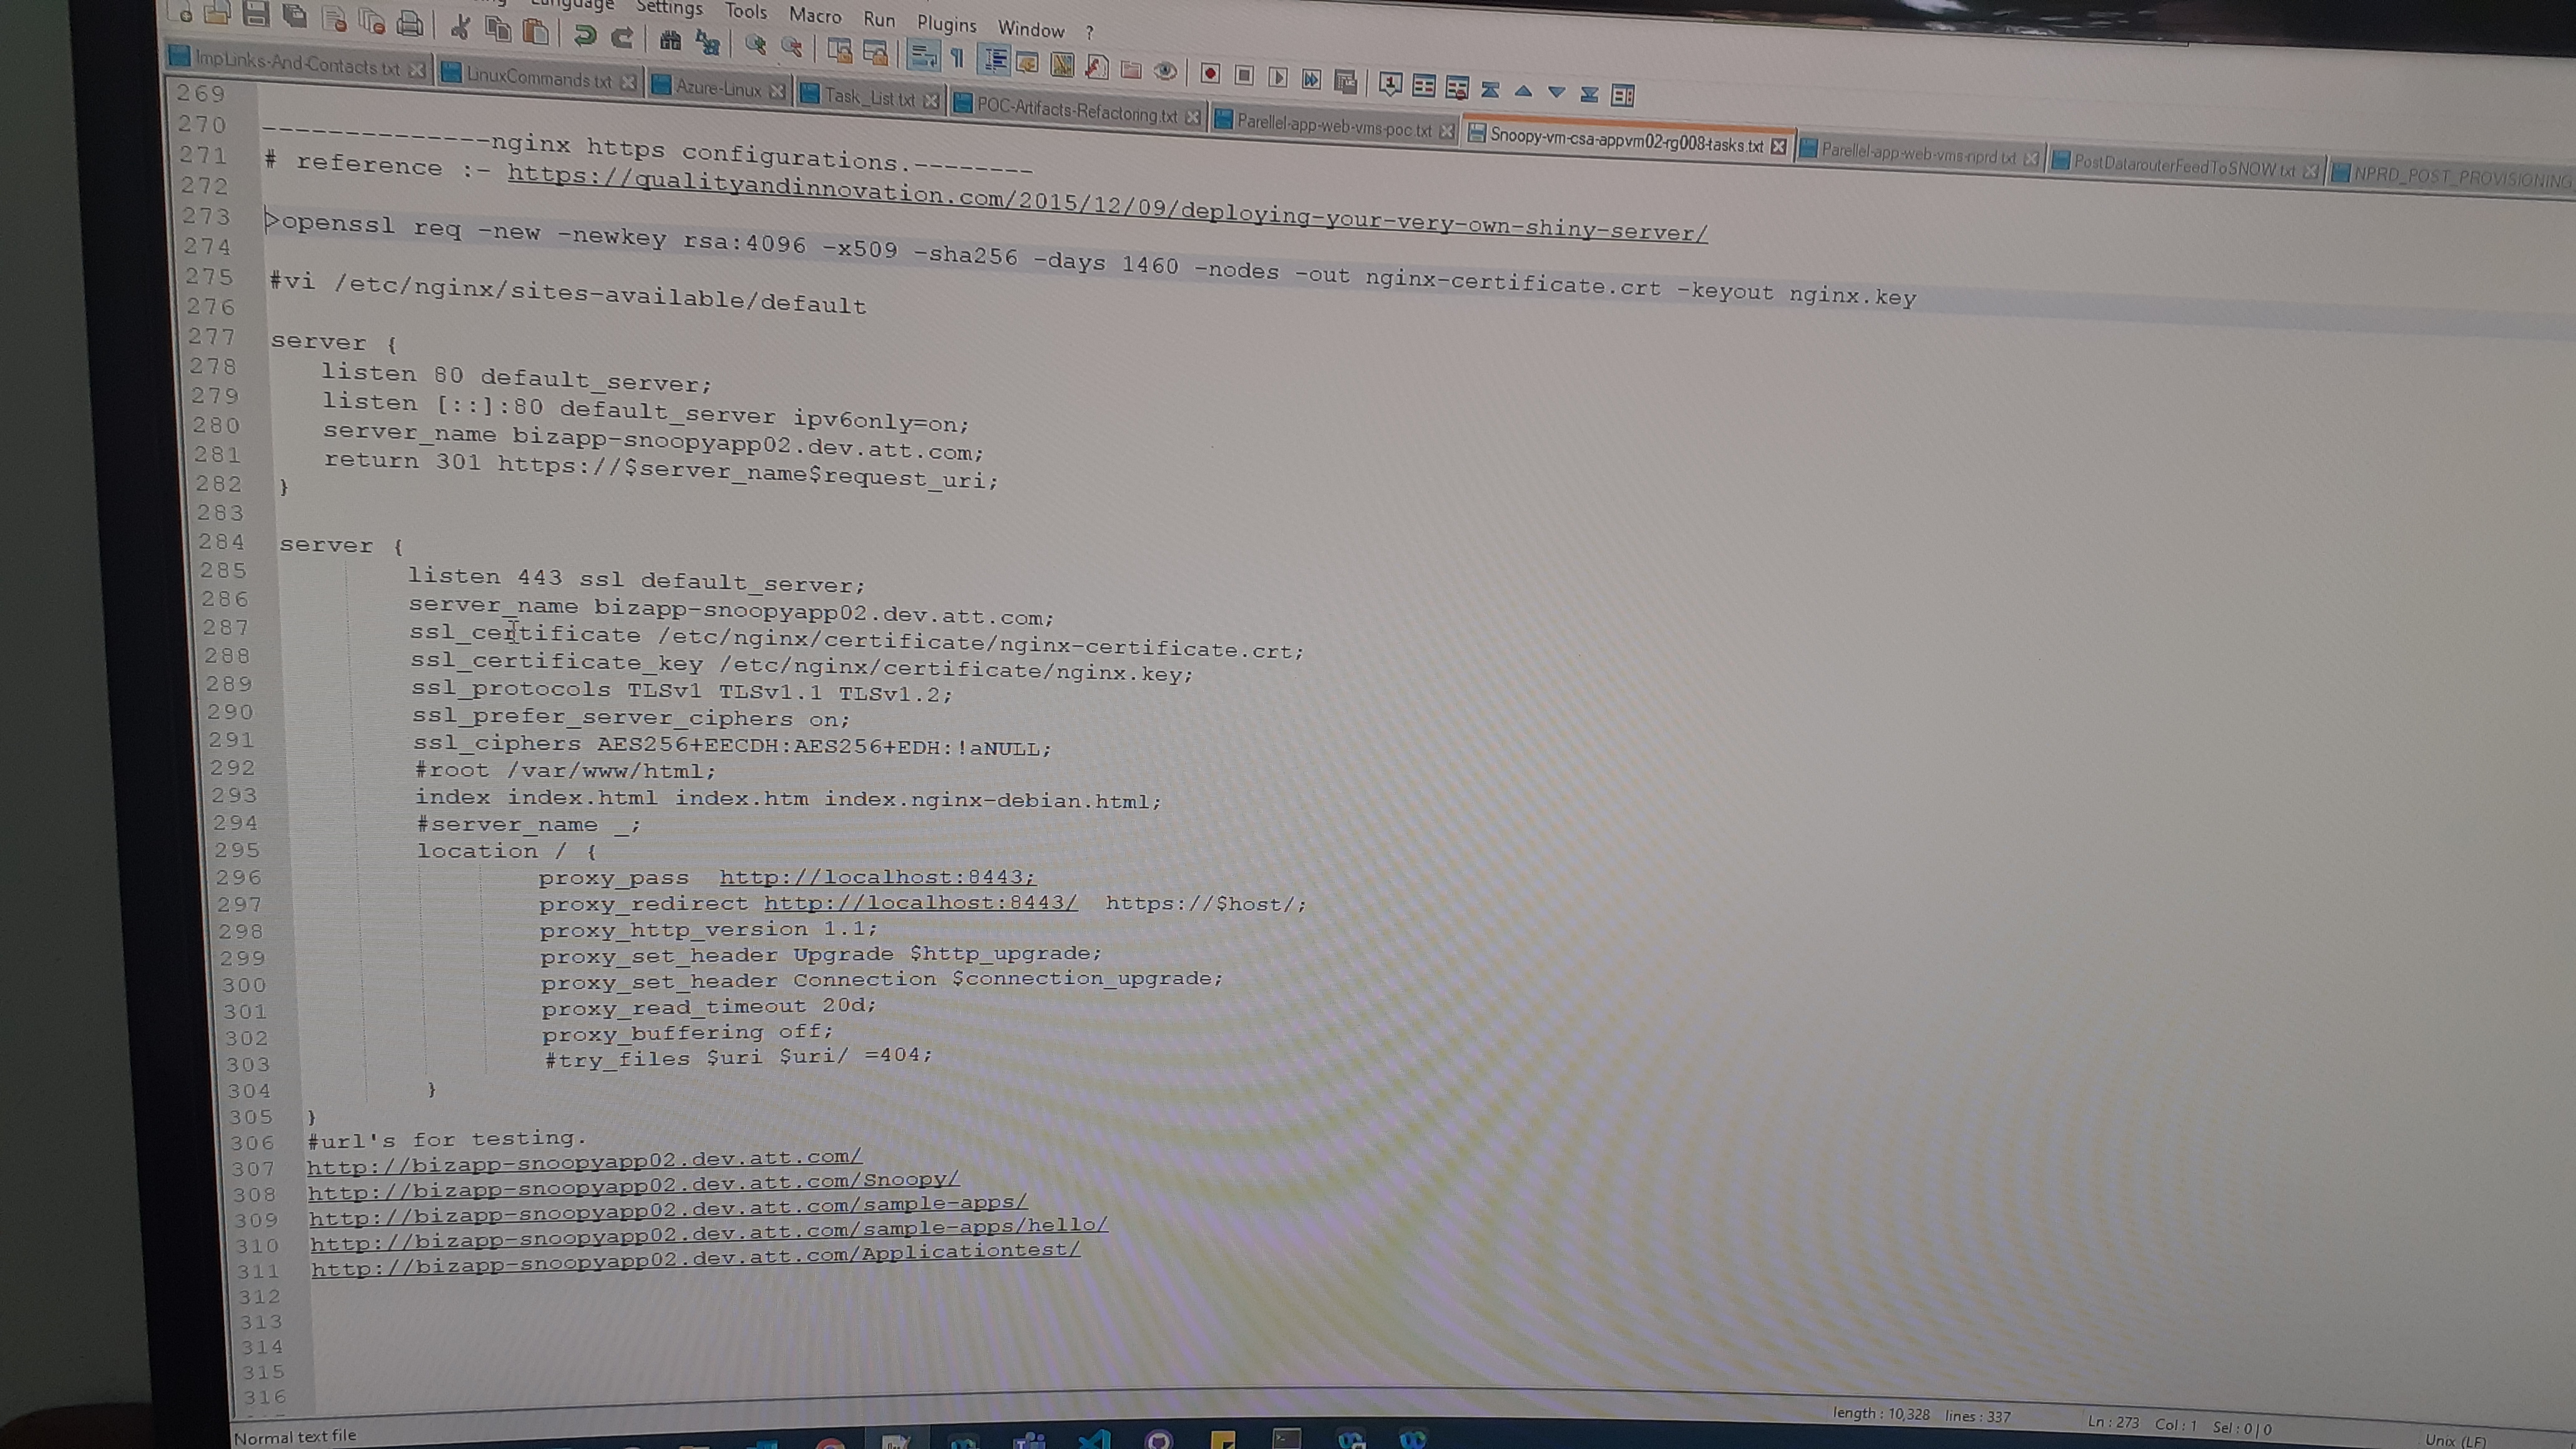 Language Settings Tools Macro Run Plugins Window ?
ImpLinks-And-Contacts.txt LinuxCommands.txt Azure-Linux Task_List.txt POC-Artifacts-Refactoring.txt Parellel-app-web-vms-poc.txt Snoopy-vm-csa-appvm02-rg008-tasks.txt Parellel-app-web-vms-nprd.txt PostDatarouterFeedToSNOW.txt NPRD_POST_PROVISIONING
269
270 --------------nginx https configurations.--------
271 # reference :- https://qualityandinnovation.com/2015/12/09/deploying-your-very-own-shiny-server/
272
273 >openssl req -new -newkey rsa:4096 -x509 -sha256 -days 1460 -nodes -out nginx-certificate.crt -keyout nginx.key
274
275 #vi /etc/nginx/sites-available/default
276
277 server {
278 listen 80 default_server;
279 listen [::]:80 default_server ipv6only=on;
280 server_name bizapp-snoopyapp02.dev.att.com;
281 return 301 https://$server_name$request_uri;
282 }
283
284 server {
285 listen 443 ssl default_server;
286 server_name bizapp-snoopyapp02.dev.att.com;
287 ssl_certificate /etc/nginx/certificate/nginx-certificate.crt;
288 ssl_certificate_key /etc/nginx/certificate/nginx.key;
289 ssl_protocols TLSv1 TLSv1.1 TLSv1.2;
290 ssl_prefer_server_ciphers on;
291 ssl_ciphers AES256+EECDH:AES256+EDH:!aNULL;
292 #root /var/www/html;
293 index index.html index.htm index.nginx-debian.html;
294 #server_name _;
295 location / {
296 proxy_pass http://localhost:8443;
297 proxy_redirect http://localhost:8443/ https://$host/;
298 proxy_http_version 1.1;
299 proxy_set_header Upgrade $http_upgrade;
300 proxy_set_header Connection $connection_upgrade;
301 proxy_read_timeout 20d;
302 proxy_buffering off;
303 #try_files $uri $uri/ =404;
304 }
305 }
306 #url's for testing.
307 http://bizapp-snoopyapp02.dev.att.com/
308 http://bizapp-snoopyapp02.dev.att.com/Snoopy/
309 http://bizapp-snoopyapp02.dev.att.com/sample-apps/
310 http://bizapp-snoopyapp02.dev.att.com/sample-apps/hello/
311 http://bizapp-snoopyapp02.dev.att.com/Applicationtest/
312
313
314
315
316
Normal text file length : 10,328 lines : 337 Ln : 273 Col : 1 Sel : 0 | 0 Unix (LF)